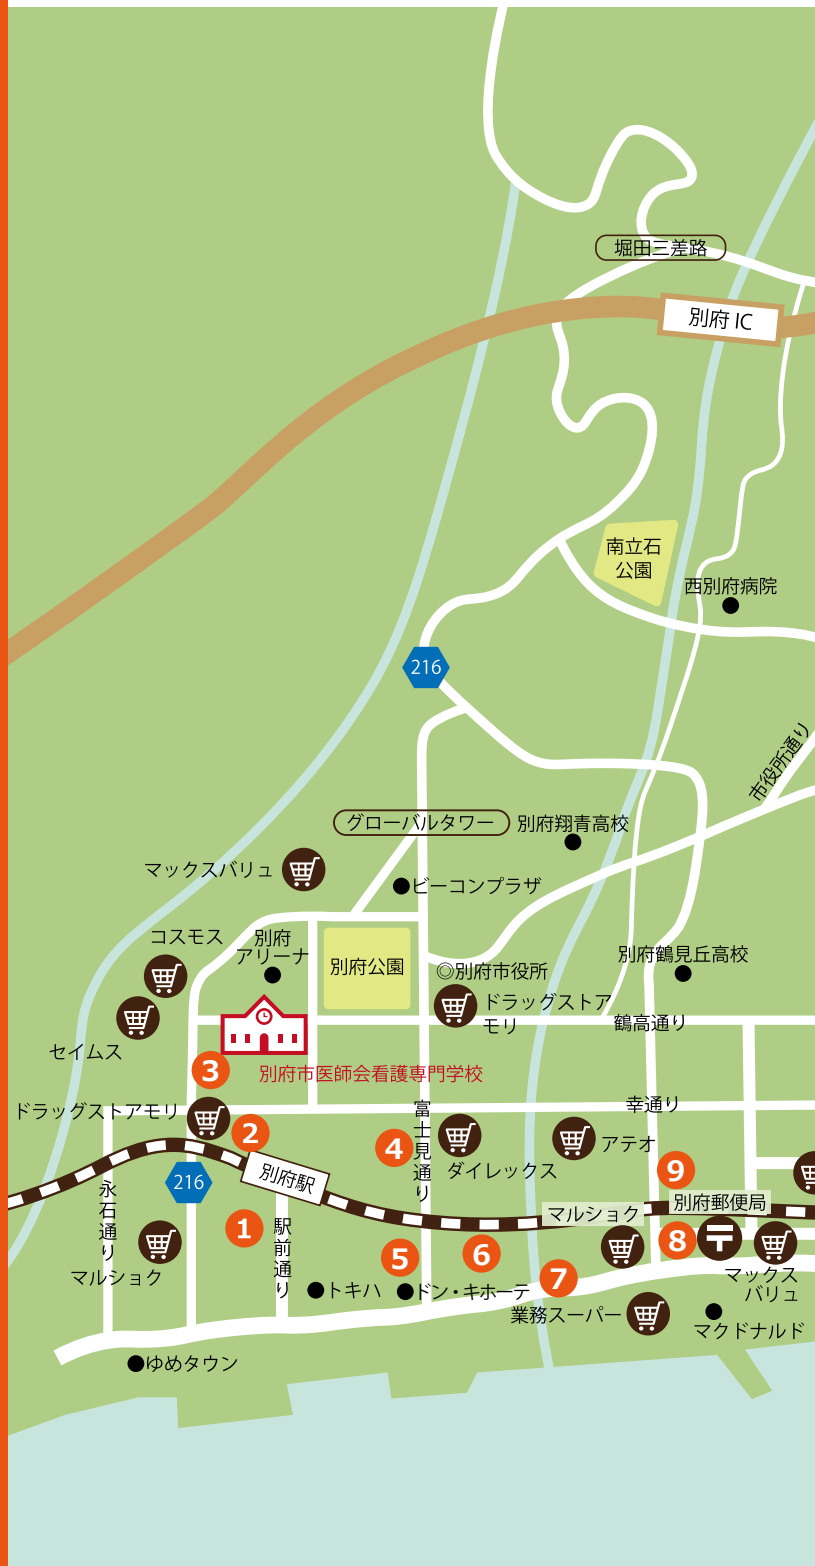 堀田三差路
別府 IC
南立石
公園
西別府病院
216
市役所通り
グローバルタワー
別府翔青高校
マックスバリュ
ビーコンプラザ
コスモス
別府
アリーナ
別府公園
◎別府市役所
別府鶴見丘高校
ドラッグストア
モリ
鶴高通り
セイムス
3
別府市医師会看護専門学校
ドラッグストアモリ
2
富士見通り
幸通り
4
ダイレックス
アテオ
9
永石通り
216
別府駅
マルショク
別府郵便局
1
駅前通り
5
6
8
マルショク
7
マックス
バリュ
トキハ
ドン・キホーテ
業務スーパー
マクドナルド
ゆめタウン